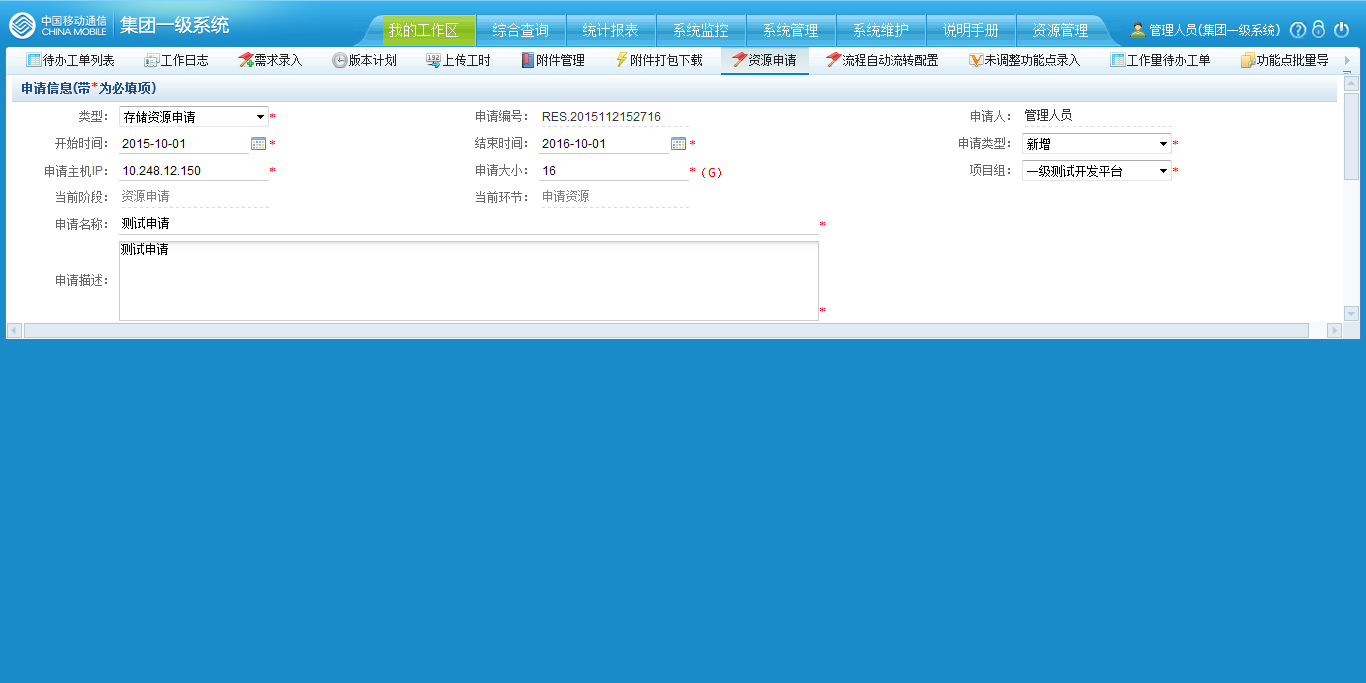 中国移动通信
CHINA MOBILE
集团一级系统
我的工作区 综合查询 统计报表 系统监控 系统管理 系统维护 说明手册 资源管理
管理人员(集团一级系统)
待办工单列表 工作日志 需求录入 版本计划 上传工时 附件管理 附件打包下载 资源申请 流程自动流转配置 未调整功能点录入 工作量待办工单 功能点批量导
申请信息(带*为必填项)
类型： 存储资源申请 * 申请编号： RES.2015112152716 申请人： 管理人员
开始时间： 2015-10-01 * 结束时间： 2016-10-01 * 申请类型： 新增 *
申请主机IP： 10.248.12.150 * 申请大小： 16 *（G） 项目组： 一级测试开发平台 *
当前阶段： 资源申请 当前环节： 申请资源
申请名称： 测试申请 *
申请描述： 测试申请 *